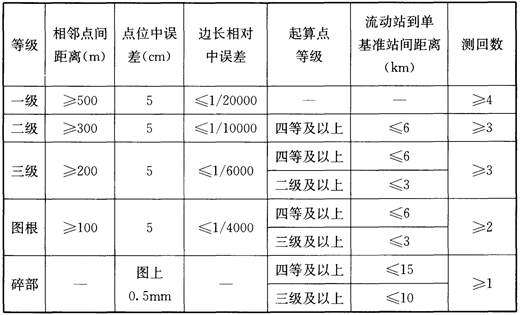 等级 相邻点间距离(m) 点位中误差(cm) 边长相对中误差 起算点等级 流动站到单基准站间距离(km) 测回数
一级 ≥500 5 ≤1/20000 — — ≥4
二级 ≥300 5 ≤1/10000 四等及以上 ≤6 ≥3
三级 ≥200 5 ≤1/6000 四等及以上 ≤6 ≥3
二级及以上 ≤3
图根 ≥100 5 ≤1/4000 四等及以上 ≤6 ≥2
三级及以上 ≤3
碎部 — 图上0.5mm — 四等及以上 ≤15 ≥1
三级及以上 ≤10